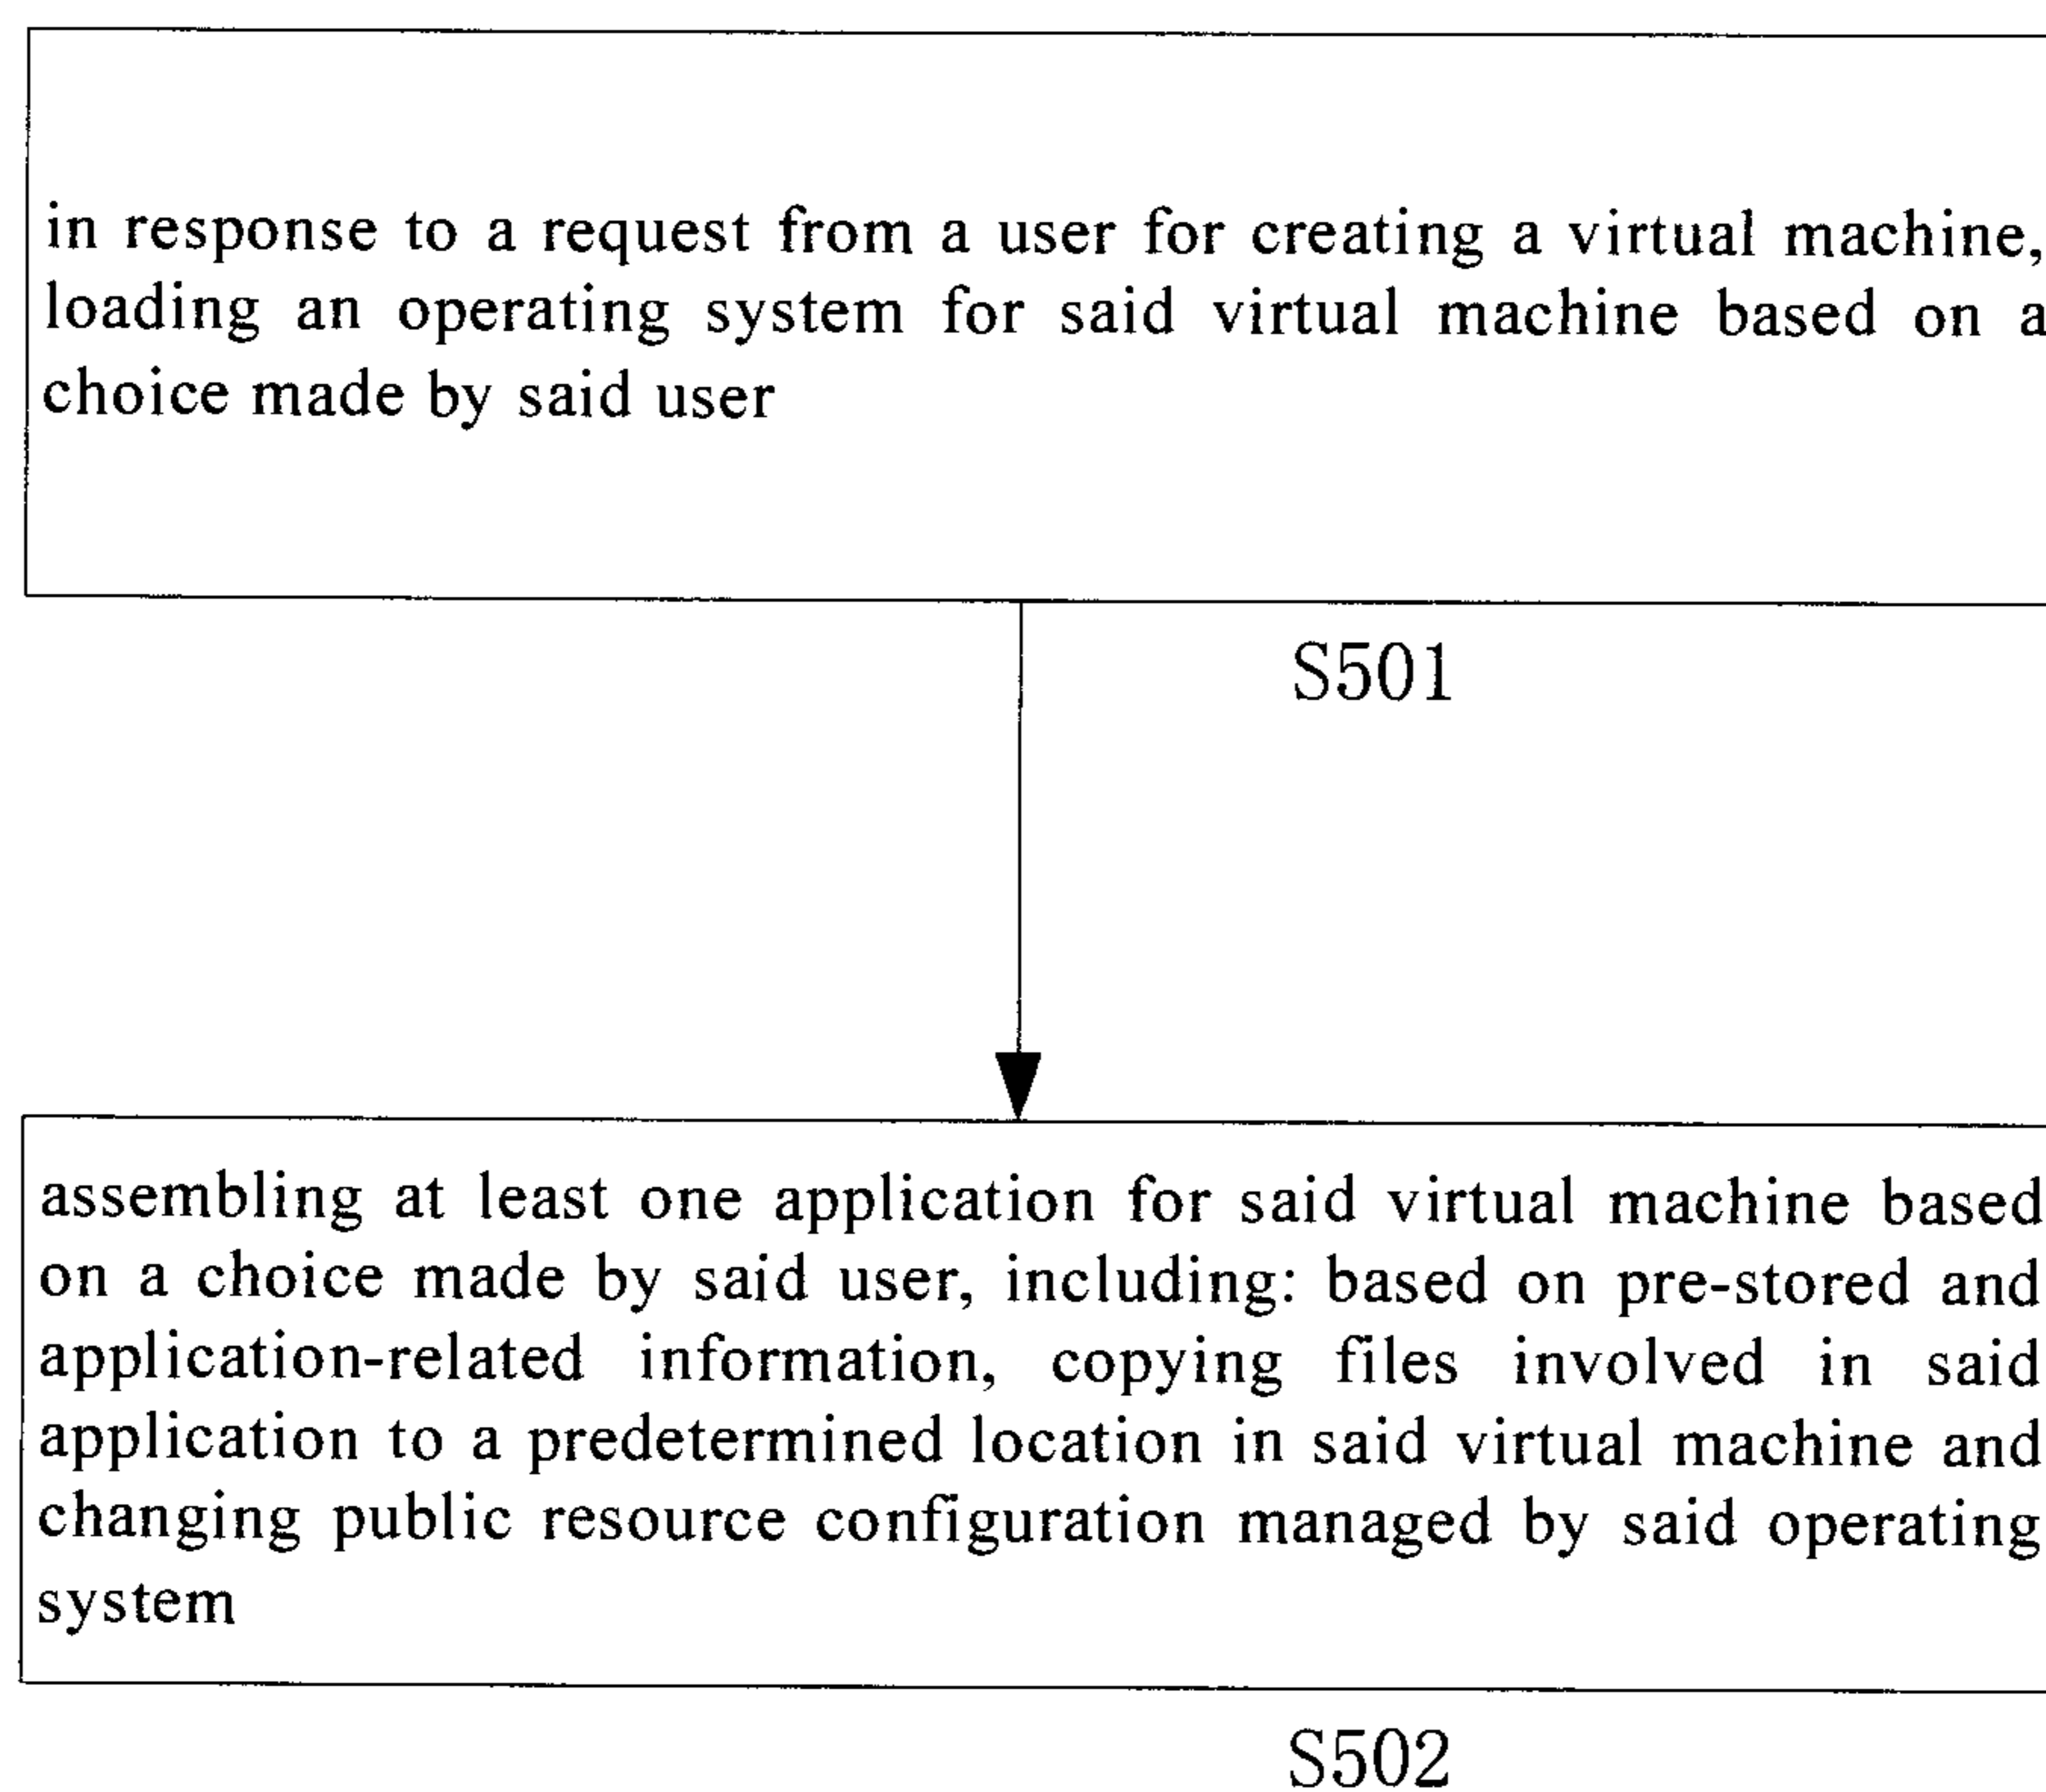 in response to a request from a user for creating a virtual machine,
loading an operating system for said virtual machine based on a
choice made by said user
S501
assembling at least one application for said virtual machine based
on a choice made by said user, including: based on pre-stored and
application-related information, copying files involved in said
application to a predetermined location in said virtual machine and
changing public resource configuration managed by said operating
system
S502